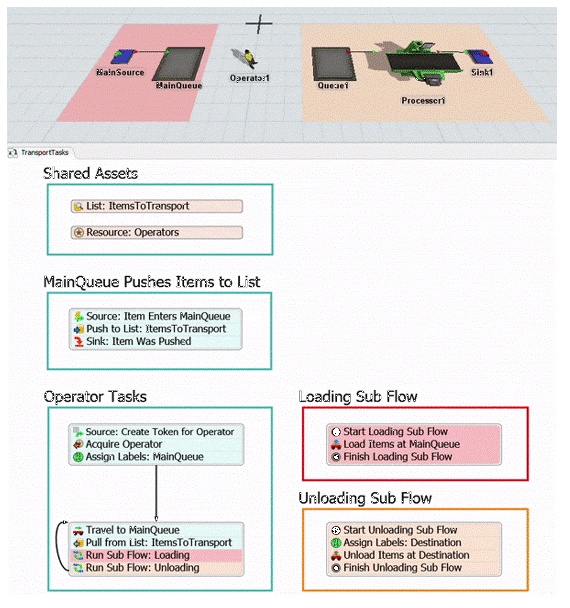 MainSource
MainQueue
Operator1
Queue1
Processor1
Sink1
TransportTasks
Shared Assets
List: ItemsToTransport
Resource: Operators
MainQueue Pushes Items to List
Source: Item Enters MainQueue
Push to List: ItemsToTransport
Sink: Item Was Pushed
Operator Tasks
Source: Create Token for Operator
Acquire Operator
Assign Labels: MainQueue
Travel to MainQueue
Pull from List: ItemsToTransport
Run Sub Flow: Loading
Run Sub Flow: Unloading
Loading Sub Flow
Start Loading Sub Flow
Load Items at MainQueue
Finish Loading Sub Flow
Unloading Sub Flow
Start Unloading Sub Flow
Assign Labels: Destination
Unload Items at Destination
Finish Unloading Sub Flow